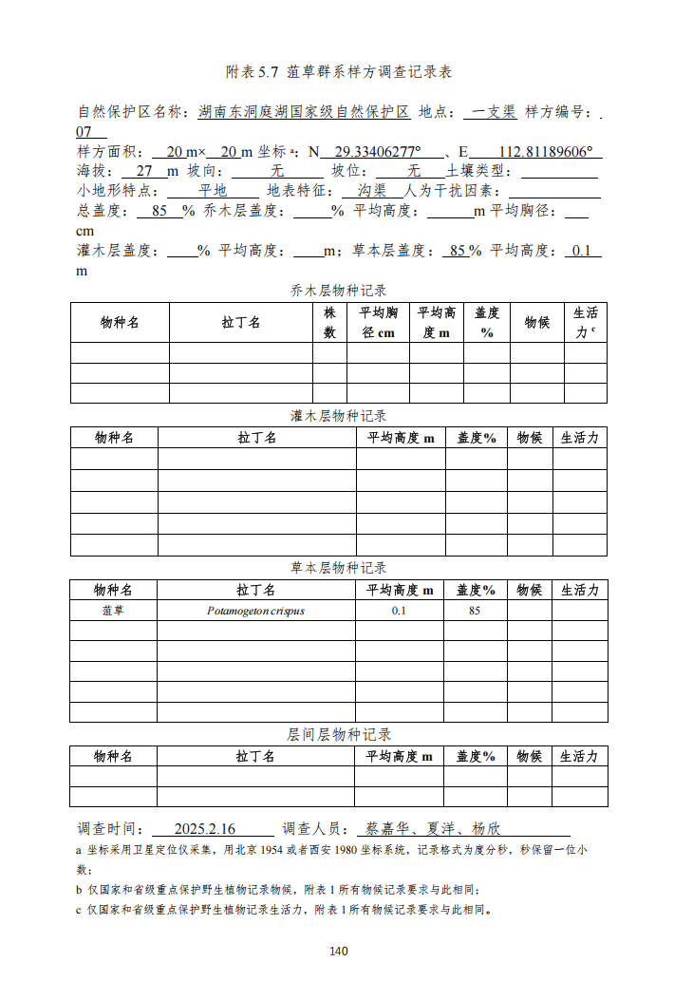 附表 5.7 菹草群系样方调查记录表
自然保护区名称：湖南东洞庭湖国家级自然保护区 地点： 一支渠 样方编号：
07
样方面积： 20 m× 20 m 坐标 a：N 29.33406277° 、E 112.81189606°
海拔： 27 m 坡向： 无 坡位： 无 土壤类型：
小地形特点： 平地 地表特征： 沟渠 人为干扰因素：
总盖度： 85 % 乔木层盖度： % 平均高度： m 平均胸径：
cm
灌木层盖度： % 平均高度： m；草本层盖度： 85 % 平均高度： 0.1
m
乔木层物种记录
物种名 拉丁名 株数 平均胸径 cm 平均高度 m 盖度% 物候 生活力 c
灌木层物种记录
物种名 拉丁名 平均高度 m 盖度% 物候 生活力
草本层物种记录
物种名 拉丁名 平均高度 m 盖度% 物候 生活力
菹草 Potamogeton crispus 0.1 85
层间层物种记录
物种名 拉丁名 平均高度 m 盖度% 物候 生活力
调查时间： 2025.2.16 调查人员： 蔡嘉华、夏洋、杨欣
a 坐标采用卫星定位仪采集，用北京 1954 或者西安 1980 坐标系统，记录格式为度分秒，秒保留一位小
数；
b 仅国家和省级重点保护野生植物记录物候，附表 1 所有物候记录要求与此相同；
c 仅国家和省级重点保护野生植物记录生活力，附表 1 所有物候记录要求与此相同。
140